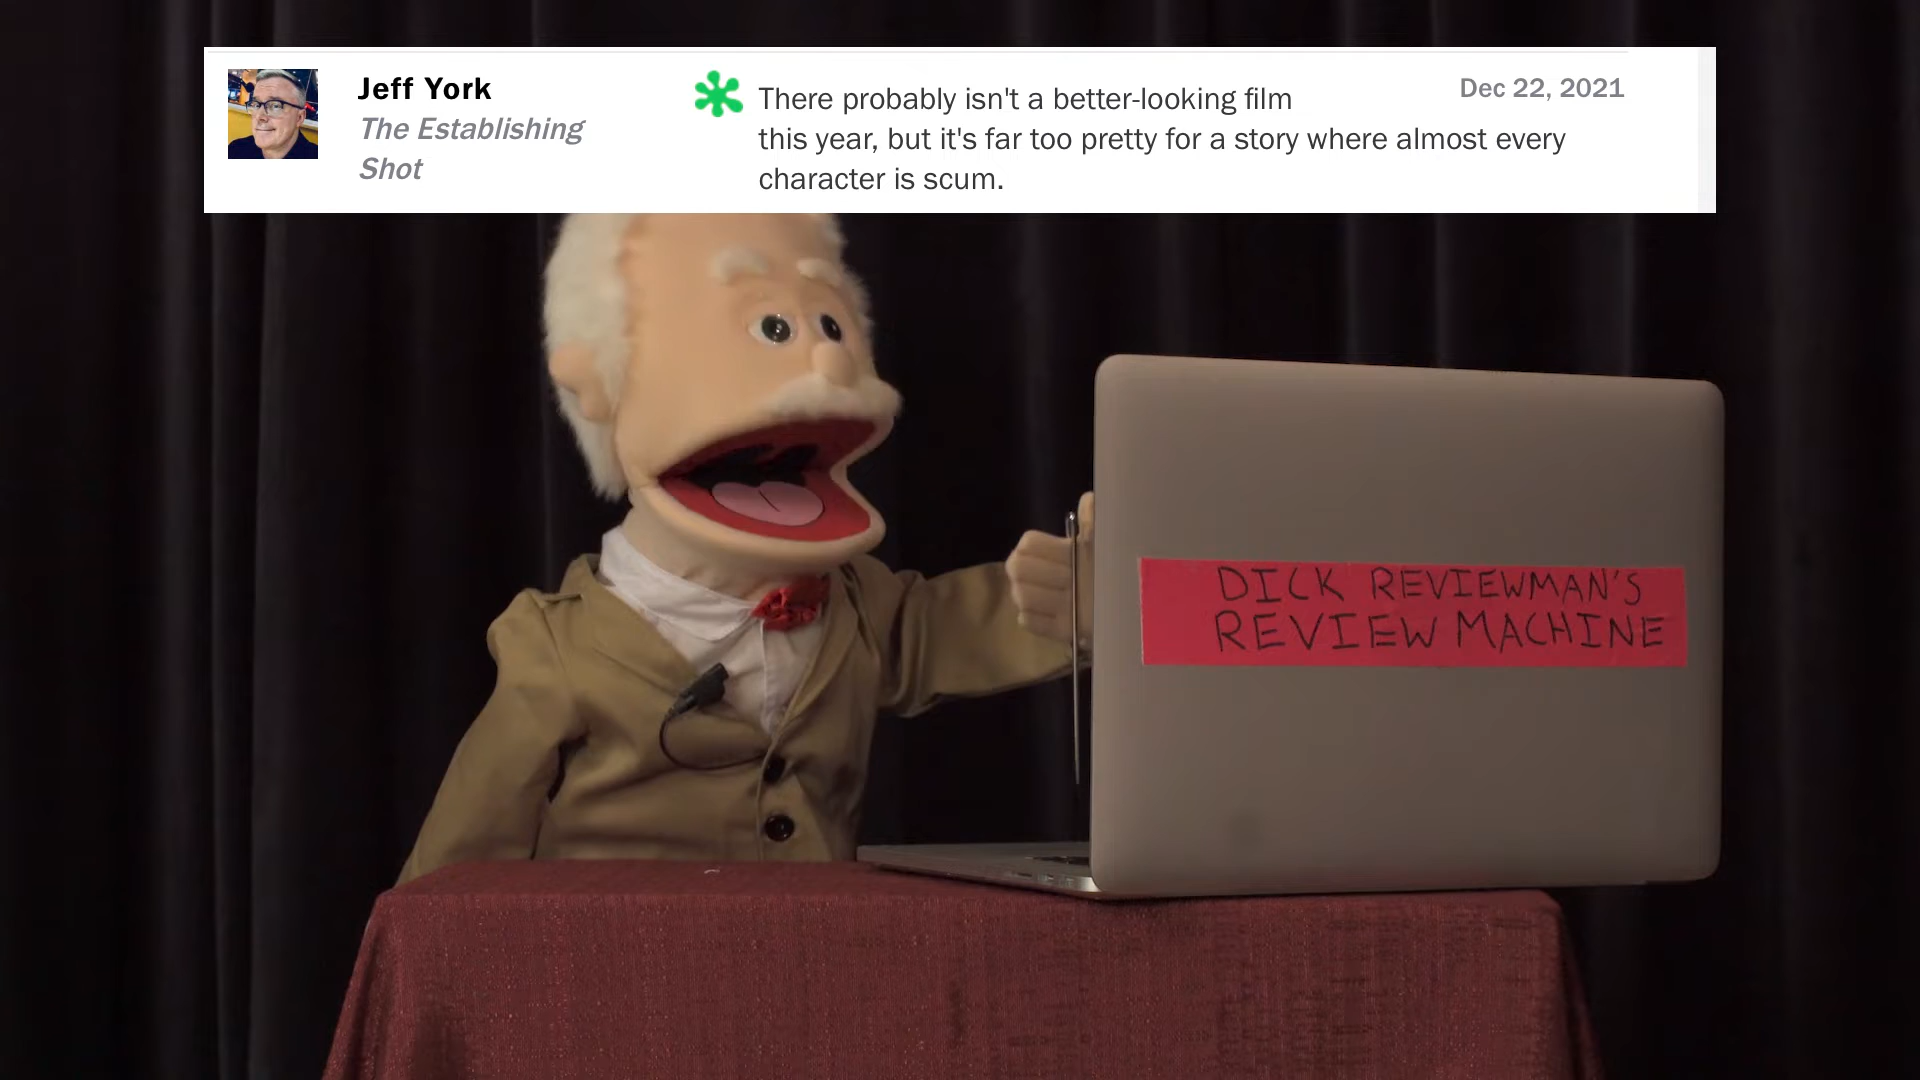 Jeff York
The Establishing
Shot
There probably isn't a better-looking film
this year, but it's far too pretty for a story where almost every
character is scum.
Dec 22, 2021
DICK REVIEWMAN'S
REVIEW MACHINE